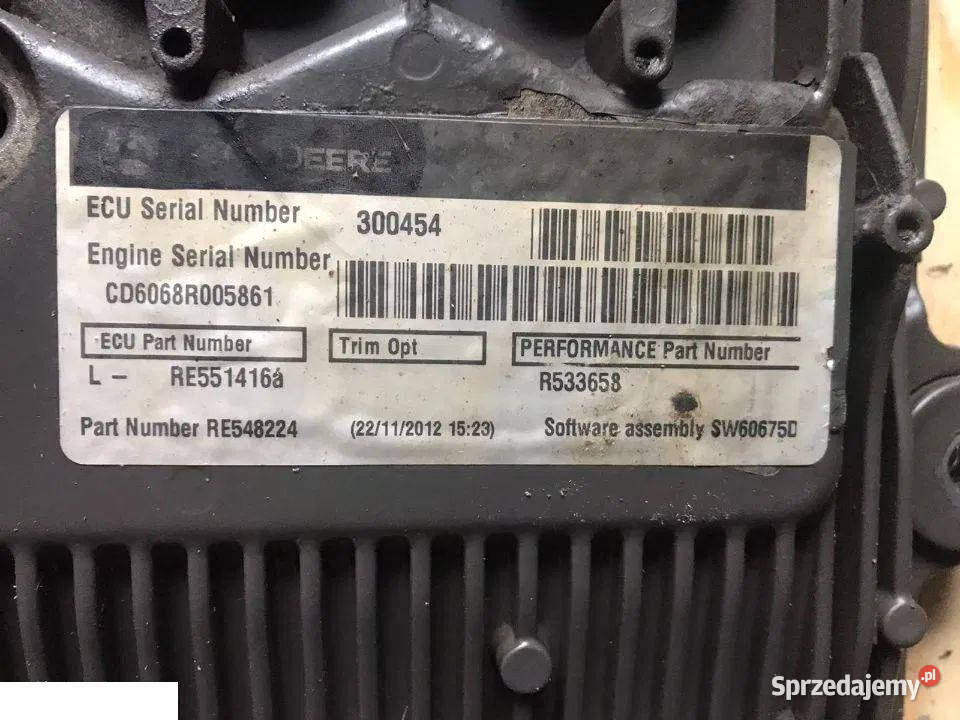 DEERE
ECU Serial Number 300454
Engine Serial Number
CD6068R005861
ECU Part Number Trim Opt PERFORMANCE Part Number
L - RE551416á R533658
Part Number RE548224 (22/11/2012 15:23) Software assembly SW60675D
Sprzedajemy.pl